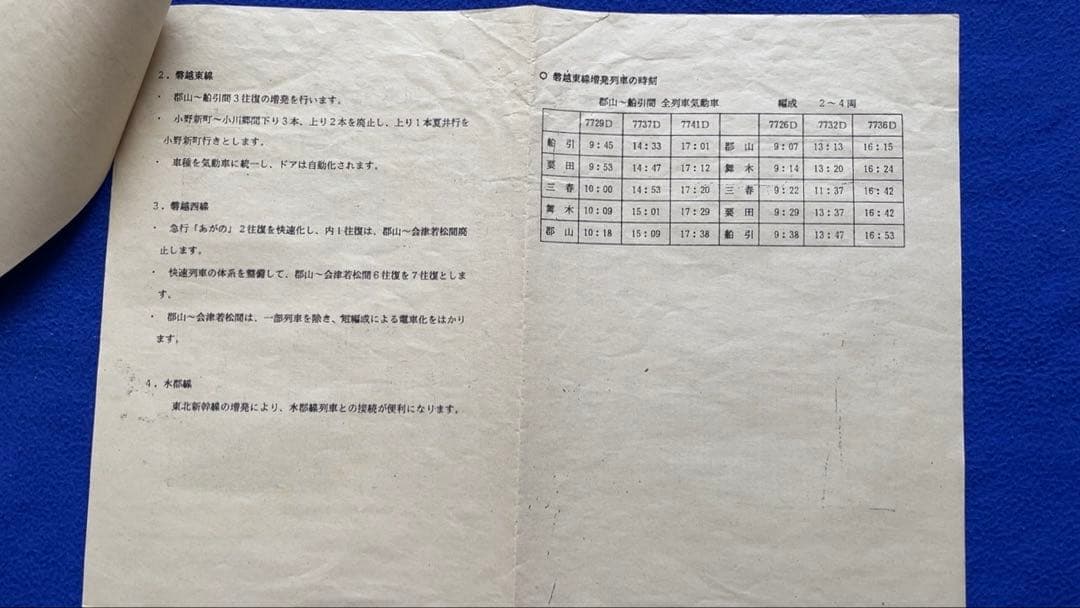 2．磐越東線
・ 郡山～船引間3往復の増発を行います。
・ 小野新町～小川郷間下り3本、上り2本を廃止し、上り1本夏井行を
小野新町行きとします。
・ 車種を気動車に統一し、ドアは自動化されます。
3．磐越西線
・ 急行「あがの」2往復を快速化し、内1往復は、郡山～会津若松間廃
止します。
・ 快速列車の体系を整備して、郡山～会津若松間6往復を7往復としま
す。
・ 郡山～会津若松間は、一部列車を除き、短編成による電車化をはかり
ます。
4．水郡線
東北新幹線の増発により、水郡線列車との接続が便利になります。
○ 磐越東線増発列車の時刻
郡山～船引間 全列車気動車 編成 2～4両
7729D 7737D 7741D 7726D 7732D 7736D
船引 9：45 14：33 17：01 郡山 9：07 13：13 16：15
要田 9：53 14：47 17：12 舞木 9：14 13：20 16：24
三春 10：00 14：53 17：20 三春 9：22 11：37 16：42
舞木 10：09 15：01 17：29 要田 9：29 13：37 16：42
郡山 10：18 15：09 17：38 船引 9：38 13：47 16：53